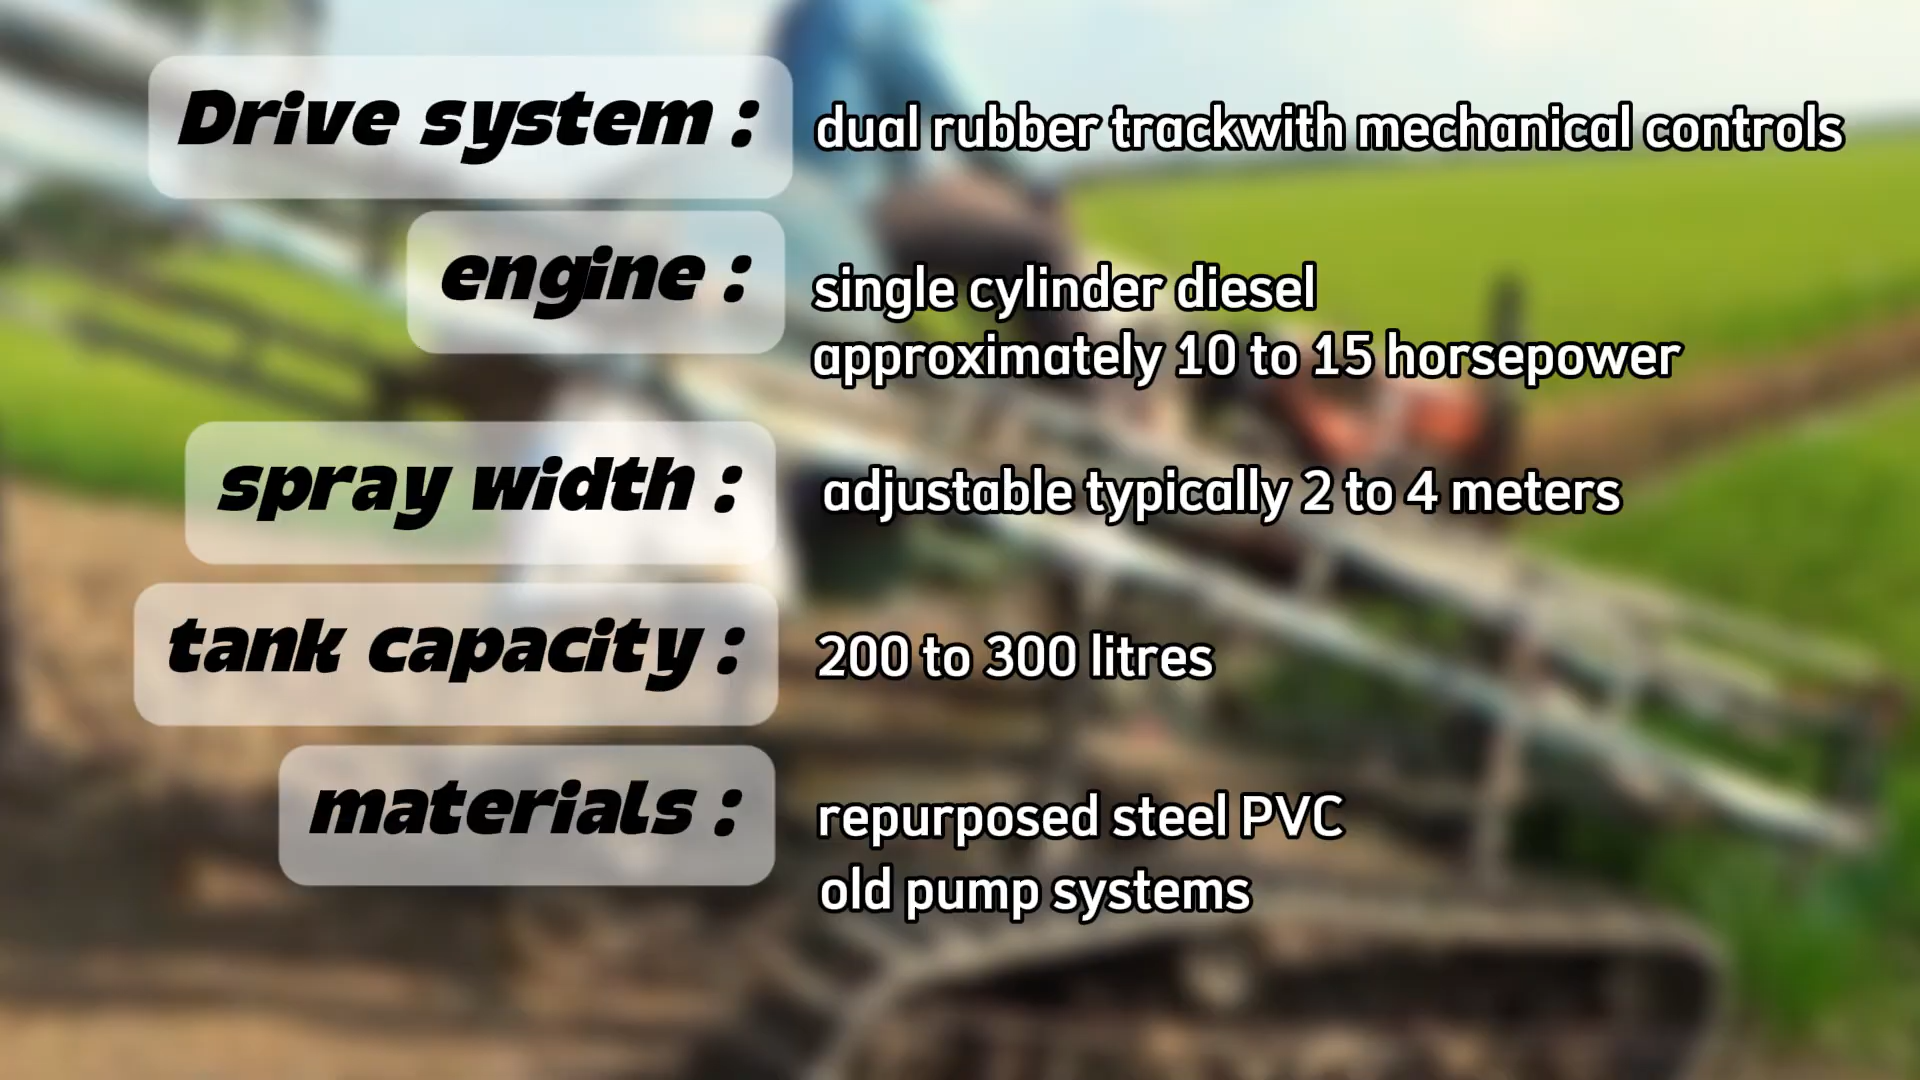 Drive system : dual rubber trackwith mechanical controls
engine : single cylinder diesel
approximately 10 to 15 horsepower
spray width : adjustable typically 2 to 4 meters
tank capacity : 200 to 300 litres
materials : repurposed steel PVC
old pump systems